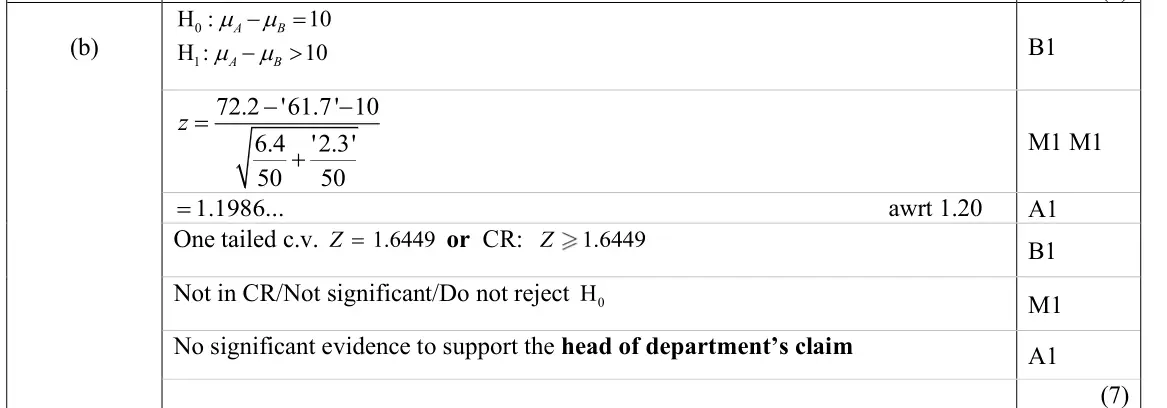 (b)
H₀ : μ_A − μ_B = 10
H₁ : μ_A − μ_B > 10
B1
z = (72.2 − '61.7' − 10) / √(6.4/50 + '2.3'/50)
M1 M1
= 1.1986... awrt 1.20 A1
One tailed c.v. Z = 1.6449 or CR: Z ⩾ 1.6449 B1
Not in CR/Not significant/Do not reject H₀ M1
No significant evidence to support the head of department’s claim A1
(7)